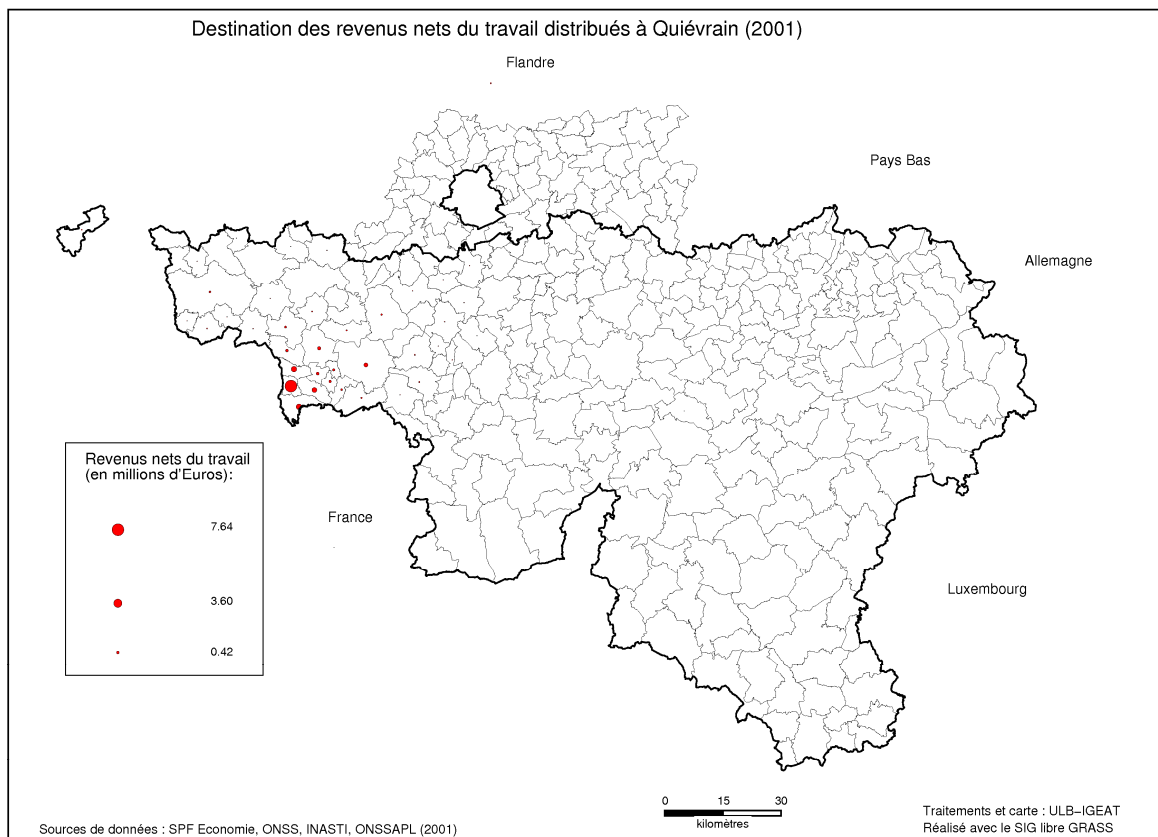 Destination des revenus nets du travail distribués à Quiévrain (2001)
Flandre
Pays Bas
Allemagne
Revenus nets du travail
(en millions d'Euros):
7.64
3.60
0.42
France
Luxembourg
0 15 30
kilomètres
Sources de données : SPF Economie, ONSS, INASTI, ONSSAPL (2001)
Traitements et carte : ULB-IGEAT
Réalisé avec le SIG libre GRASS